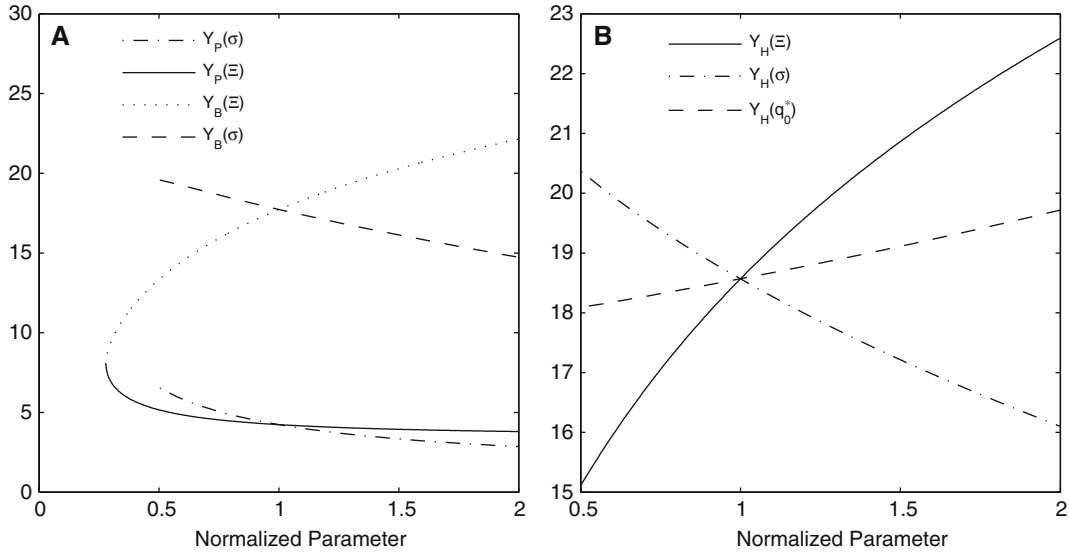 A
Y_P(σ)
Y_P(Ξ)
Y_B(Ξ)
Y_B(σ)
30
25
20
15
10
5
0
0
0.5
1
1.5
2
Normalized Parameter
B
Y_H(Ξ)
Y_H(σ)
Y_H(q_0^*)
23
22
21
20
19
18
17
16
15
0.5
1
1.5
2
Normalized Parameter